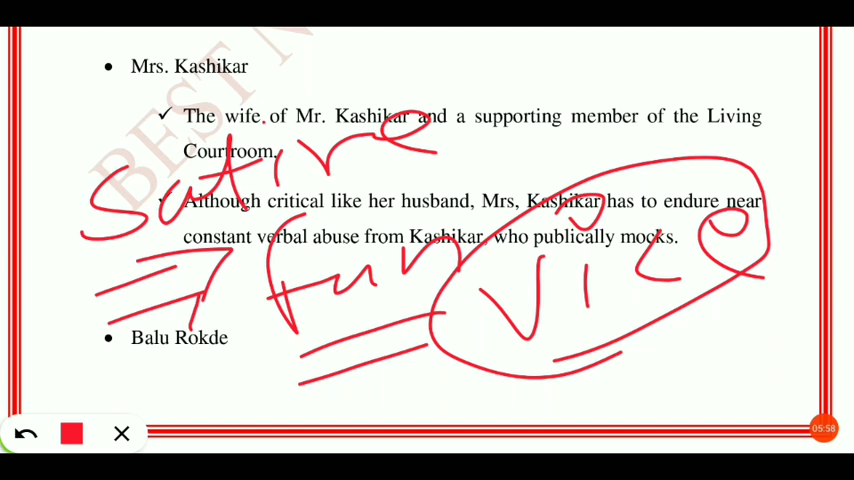 BEST N
• Mrs. Kashikar
✓ The wife of Mr. Kashikar and a supporting member of the Living
Courtroom.
Satire
✓ Although critical like her husband, Mrs, Kashikar has to endure near
constant verbal abuse from Kashikar, who publically mocks.
fun
vice
• Balu Rokde
05:58